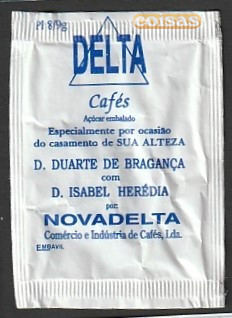 coisas
PI 8/9g
DELTA
Cafés
Açúcar embalado
Especialmente por ocasião
do casamento de SUA ALTEZA
D. DUARTE DE BRAGANÇA
com
D. ISABEL HERÉDIA
por:
NOVADELTA
Comércio e Indústria de Cafés, Lda.
EMBAVIL